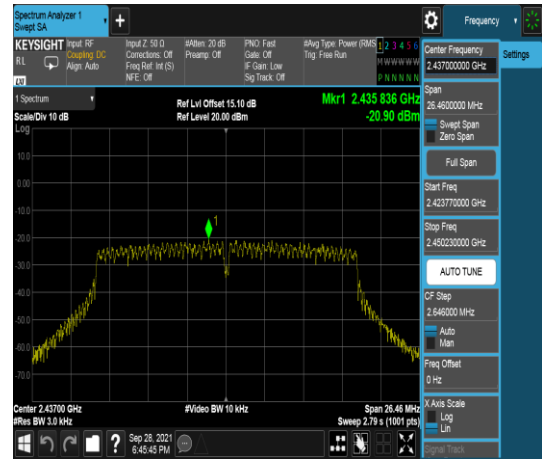 Spectrum Analyzer 1
Swept SA
+
Frequency
KEYSIGHT
RL
LXI
Input: RF
Coupling: DC
Align: Auto
Input Z: 50 Ω
Corrections: Off
Freq Ref: Int (S)
NFE: Off
#Atten: 20 dB
Preamp: Off
PNO: Fast
Gate: Off
IF Gain: Low
Sig Track: Off
#Avg Type: Power (RMS
Trig: Free Run
1 2 3 4 5 6
M W W W W W
P N N N N N
1 Spectrum
Scale/Div 10 dB
Ref Lvl Offset 15.10 dB
Ref Level 20.00 dBm
Mkr1 2.435 836 GHz
-20.90 dBm
Log
10.0
0.00
-10.0
-20.0
-30.0
-40.0
-50.0
-60.0
-70.0
1
Center 2.43700 GHz
#Res BW 3.0 kHz
#Video BW 10 kHz
Span 26.46 MHz
Sweep 2.79 s (1001 pts)
?
Sep 28, 2021
6:45:45 PM
Center Frequency
2.437000000 GHz
Span
26.4600000 MHz
Swept Span
Zero Span
Full Span
Start Freq
2.423770000 GHz
Stop Freq
2.450230000 GHz
AUTO TUNE
CF Step
2.646000 MHz
Auto
Man
Freq Offset
0 Hz
X Axis Scale
Log
Lin
Signal Track
Settings